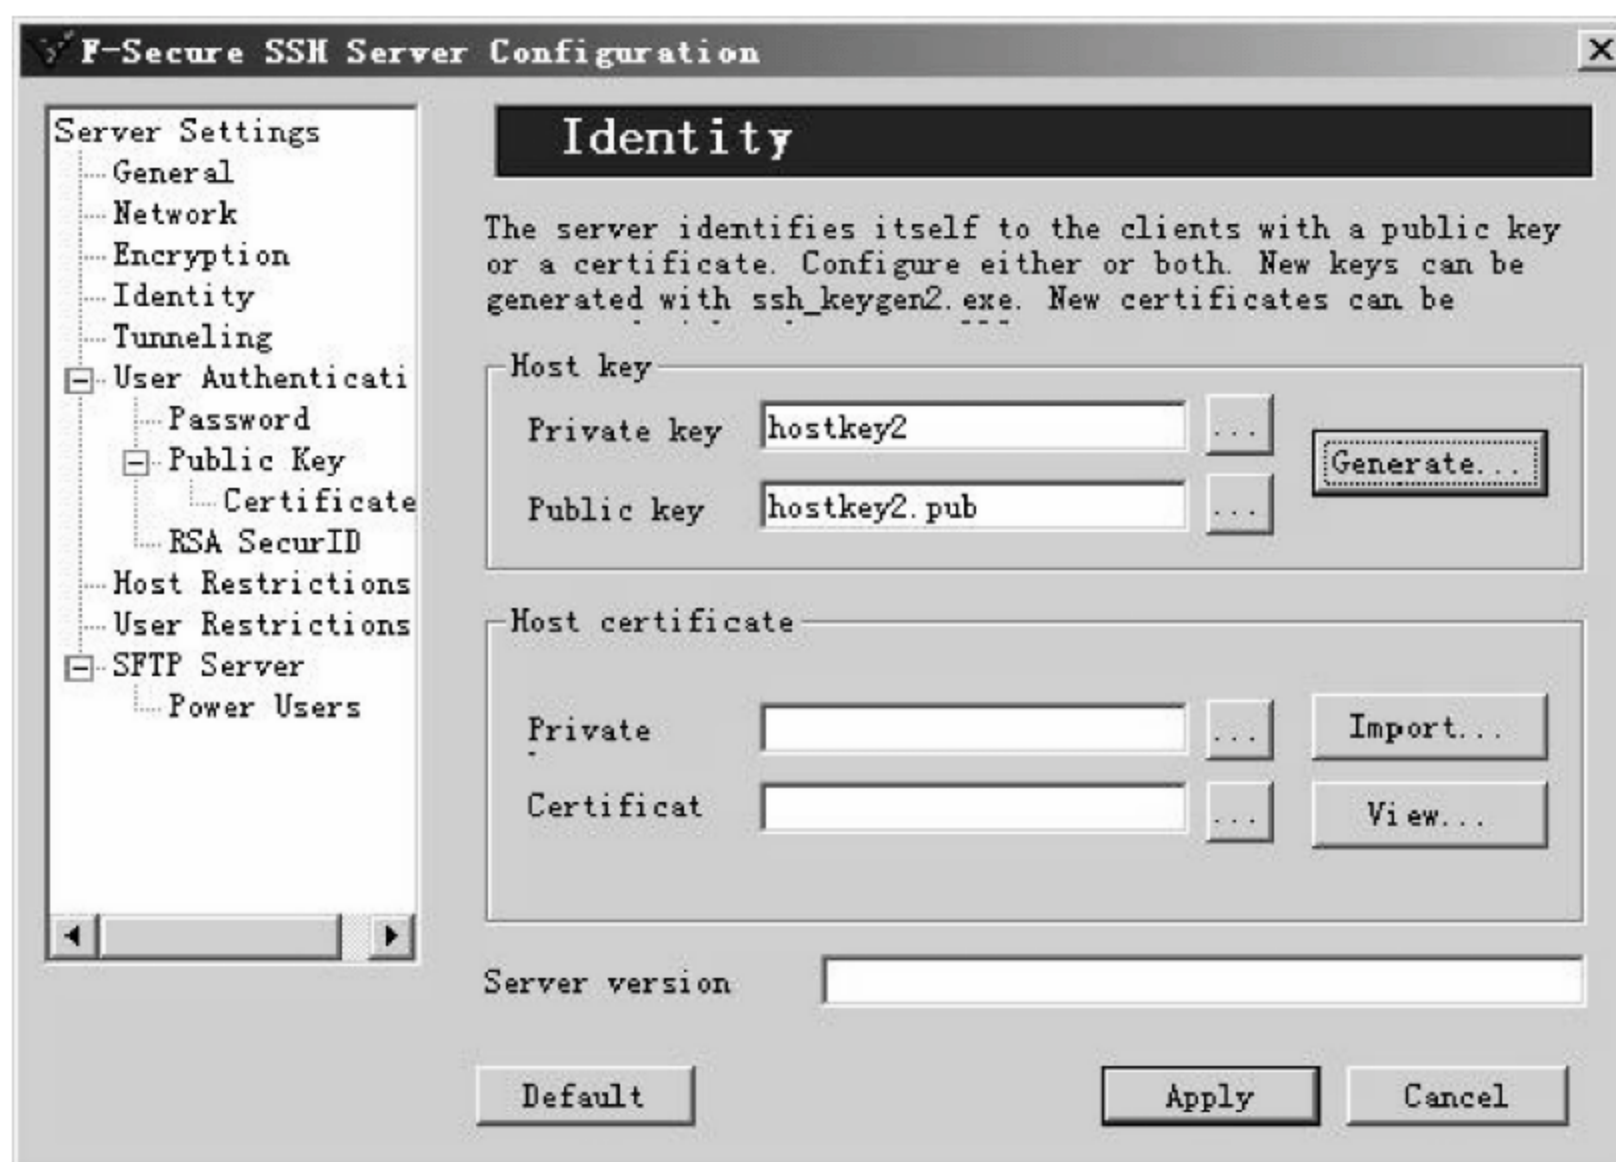 F-Secure SSH Server Configuration
Server Settings
General
Network
Encryption
Identity
Tunneling
User Authenticati
Password
Public Key
Certificate
RSA SecurID
Host Restrictions
User Restrictions
SFTP Server
Power Users
Identity
The server identifies itself to the clients with a public key
or a certificate. Configure either or both. New keys can be
generated with ssh_keygen2.exe. New certificates can be
Host key
Private key
hostkey2
...
Public key
hostkey2.pub
...
Generate...
Host certificate
Private
...
Import...
Certificat
...
View...
Server version
Default
Apply
Cancel